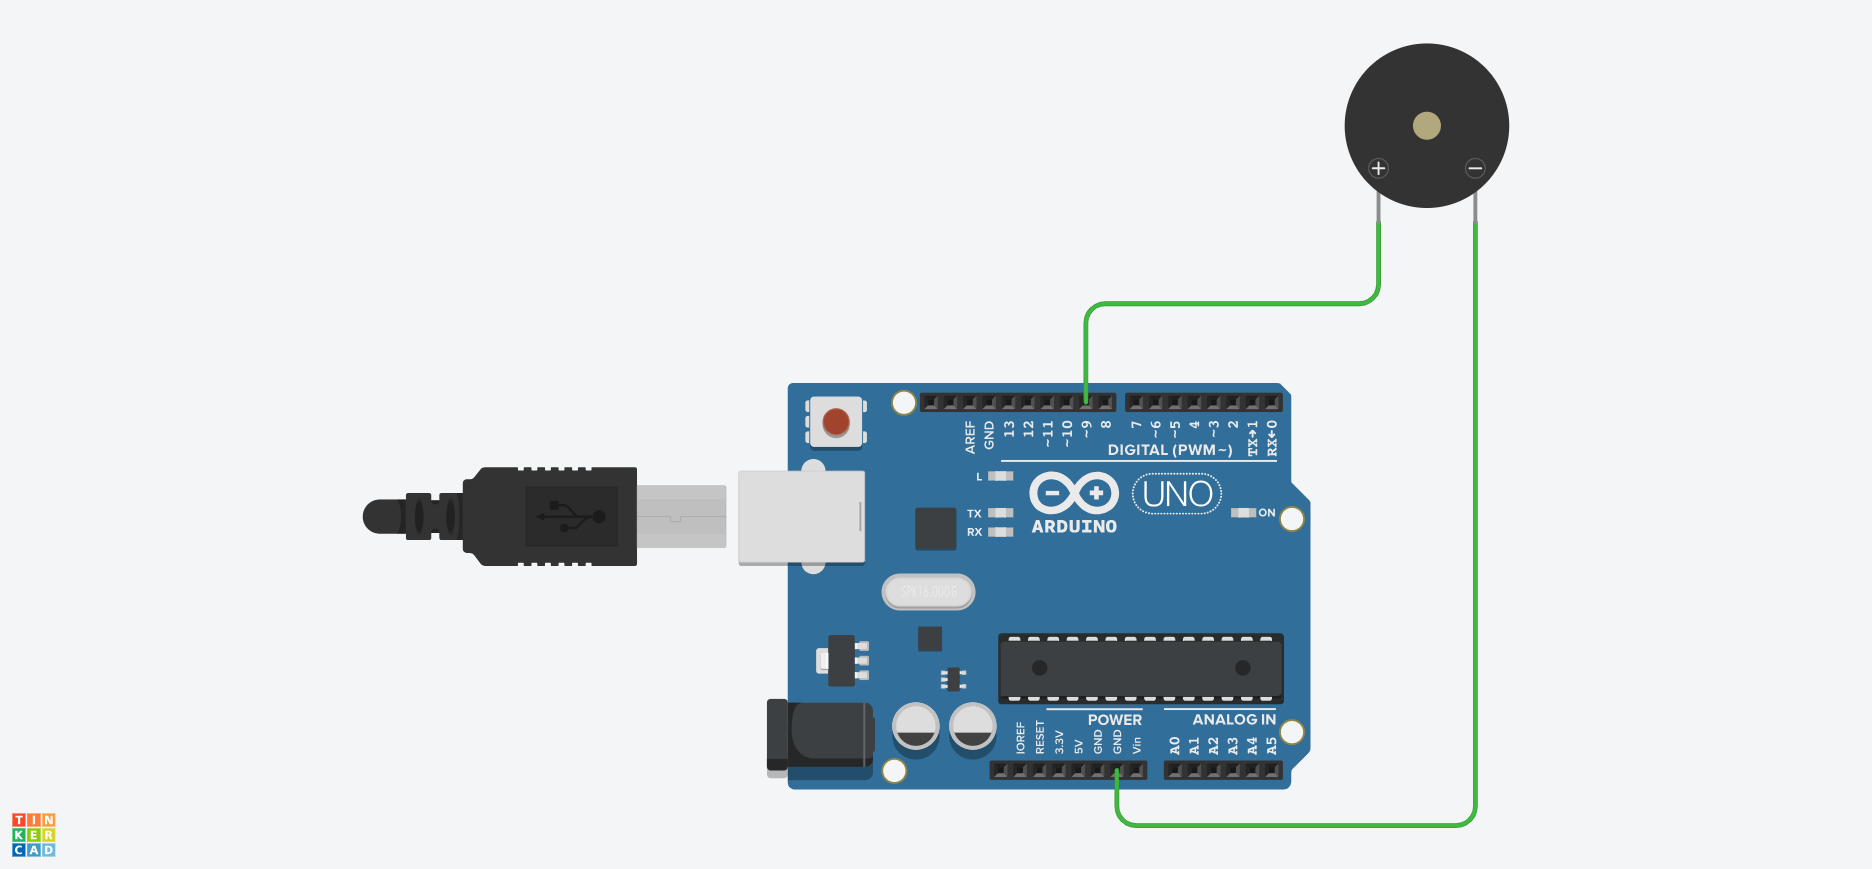 + −
AREF GND 13 12 ~11 ~10 ~9 8 7 ~6 ~5 4 ~3 2 TX→1 RX←0
DIGITAL (PWM~)
L
TX
RX
− +
ARDUINO
UNO
ON
SPK16.000G
POWER
ANALOG IN
IOREF RESET 3.3V 5V GND GND Vin A0 A1 A2 A3 A4 A5
TIN
KER
CAD